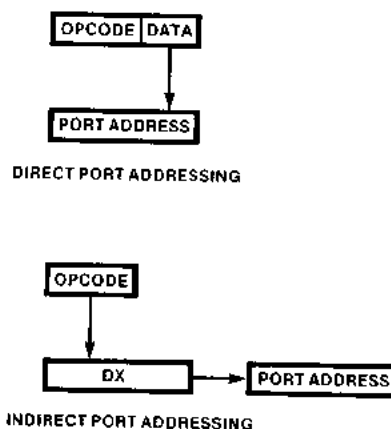 OPCODE DATA
PORT ADDRESS
DIRECT PORT ADDRESSING
OPCODE
DX PORT ADDRESS
INDIRECT PORT ADDRESSING